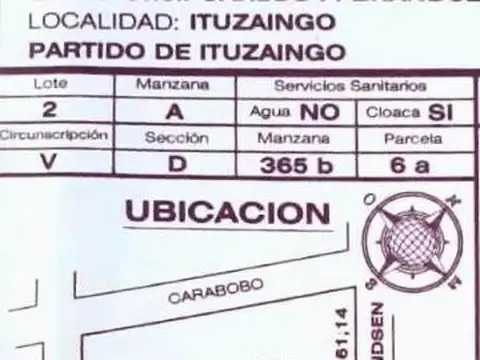 LOCALIDAD: ITUZAINGO
PARTIDO DE ITUZAINGO
Lote Manzana Servicios Sanitarios
2 A Agua NO Cloaca SI
Circunscripción Sección Manzana Parcela
V D 365 b 6 a
UBICACION
O N
S M
CARABOBO
61,14
NDSEN